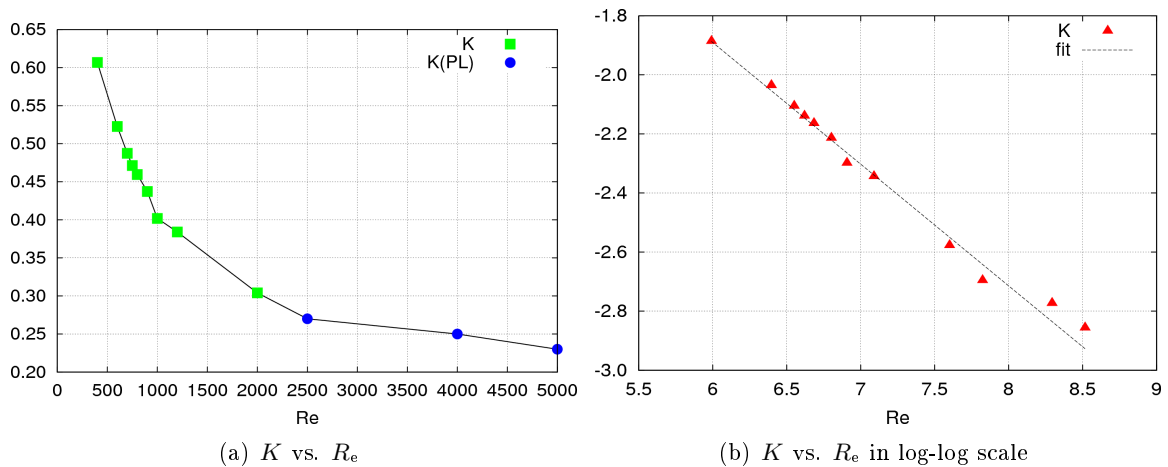 0.65
0.60
0.55
0.50
0.45
0.40
0.35
0.30
0.25
0.20
0 500 1000 1500 2000 2500 3000 3500 4000 4500 5000
Re
K
K(PL)
(a) K vs. Re
-1.8
-2.0
-2.2
-2.4
-2.6
-2.8
-3.0
5.5 6 6.5 7 7.5 8 8.5 9
Re
K
fit
(b) K vs. Re in log-log scale